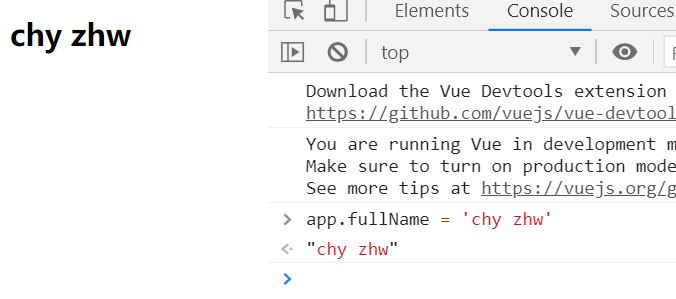 chy zhw
Elements Console Sources
top
Download the Vue Devtools extension
https://github.com/vuejs/vue-devtool
You are running Vue in development m
Make sure to turn on production mode
See more tips at https://vuejs.org/g
> app.fullName = 'chy zhw'
"chy zhw"
>